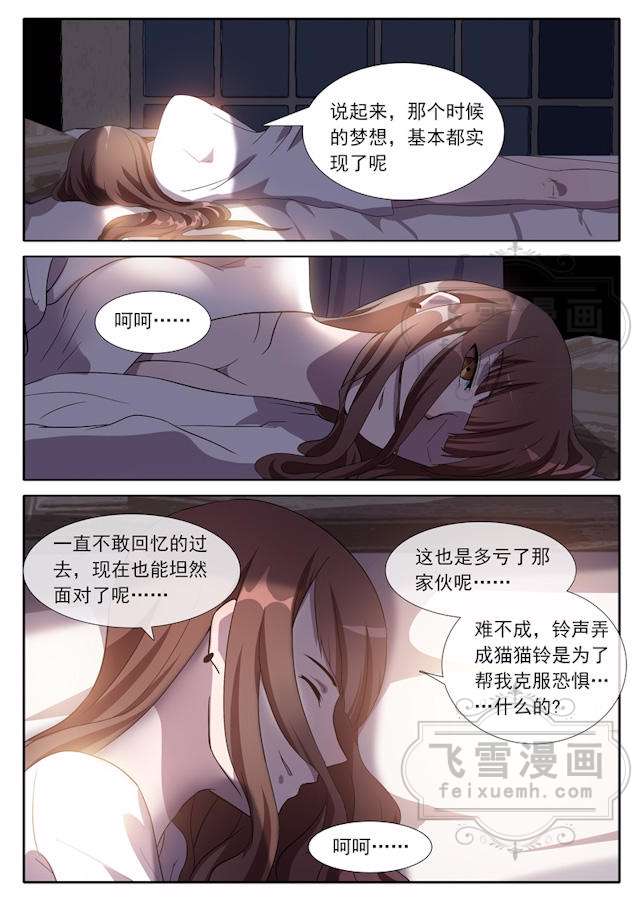 说起来，那个时候
的梦想，基本都实
现了呢
飞雪漫画
呵呵……
一直不敢回忆的过
去，现在也能坦然
面对了呢……
这也是多亏了那
家伙呢……
难不成，铃声弄
成猫猫铃是为了
帮我克服恐惧…
…什么的?
飞雪漫画
feixuemh.com
呵呵……